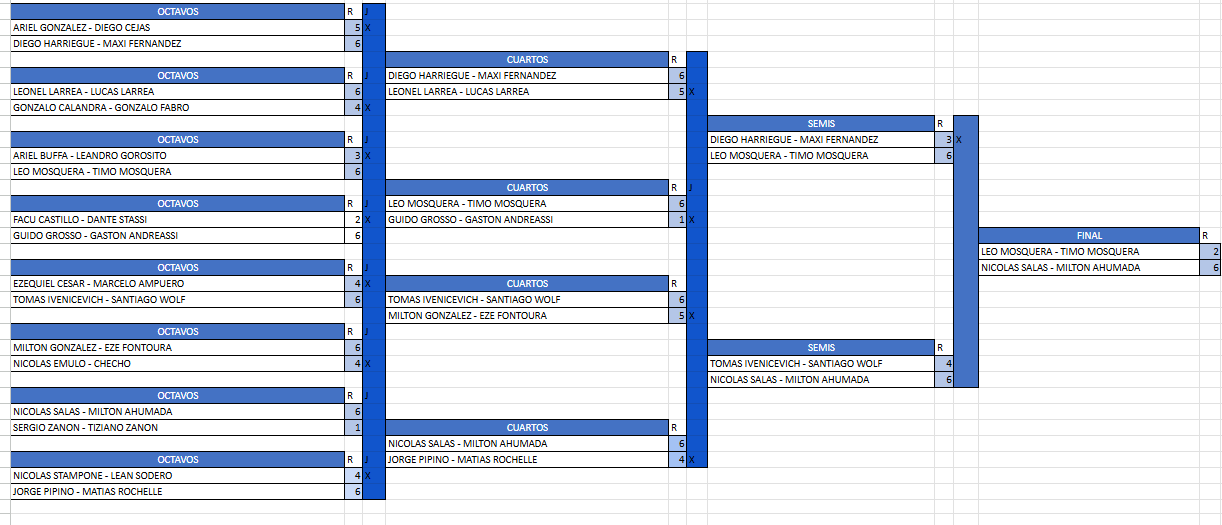 OCTAVOS R J
ARIEL GONZALEZ - DIEGO CEJAS 5 X
DIEGO HARRIEGUE - MAXI FERNANDEZ 6
OCTAVOS R J
LEONEL LARREA - LUCAS LARREA 6
GONZALO CALANDRA - GONZALO FABRO 4 X
OCTAVOS R J
ARIEL BUFFA - LEANDRO GOROSITO 3 X
LEO MOSQUERA - TIMO MOSQUERA 6
OCTAVOS R J
FACU CASTILLO - DANTE STASSI 2 X
GUIDO GROSSO - GASTON ANDREASSI 6
OCTAVOS R J
EZEQUIEL CESAR - MARCELO AMPUERO 4 X
TOMAS IVENICEVICH - SANTIAGO WOLF 6
OCTAVOS R J
MILTON GONZALEZ - EZE FONTOURA 6
NICOLAS EMULO - CHECHO 4 X
OCTAVOS R J
NICOLAS SALAS - MILTON AHUMADA 6
SERGIO ZANON - TIZIANO ZANON 1
OCTAVOS R J
NICOLAS STAMPONE - LEAN SODERO 4 X
JORGE PIPINO - MATIAS ROCHELLE 6
CUARTOS R
DIEGO HARRIEGUE - MAXI FERNANDEZ 6
LEONEL LARREA - LUCAS LARREA 5 X
CUARTOS R J
LEO MOSQUERA - TIMO MOSQUERA 6
GUIDO GROSSO - GASTON ANDREASSI 1 X
CUARTOS R
TOMAS IVENICEVICH - SANTIAGO WOLF 6
MILTON GONZALEZ - EZE FONTOURA 5 X
CUARTOS R
NICOLAS SALAS - MILTON AHUMADA 6
JORGE PIPINO - MATIAS ROCHELLE 4 X
SEMIS R
DIEGO HARRIEGUE - MAXI FERNANDEZ 3 X
LEO MOSQUERA - TIMO MOSQUERA 6
SEMIS R
TOMAS IVENICEVICH - SANTIAGO WOLF 4
NICOLAS SALAS - MILTON AHUMADA 6
FINAL R
LEO MOSQUERA - TIMO MOSQUERA 2
NICOLAS SALAS - MILTON AHUMADA 6